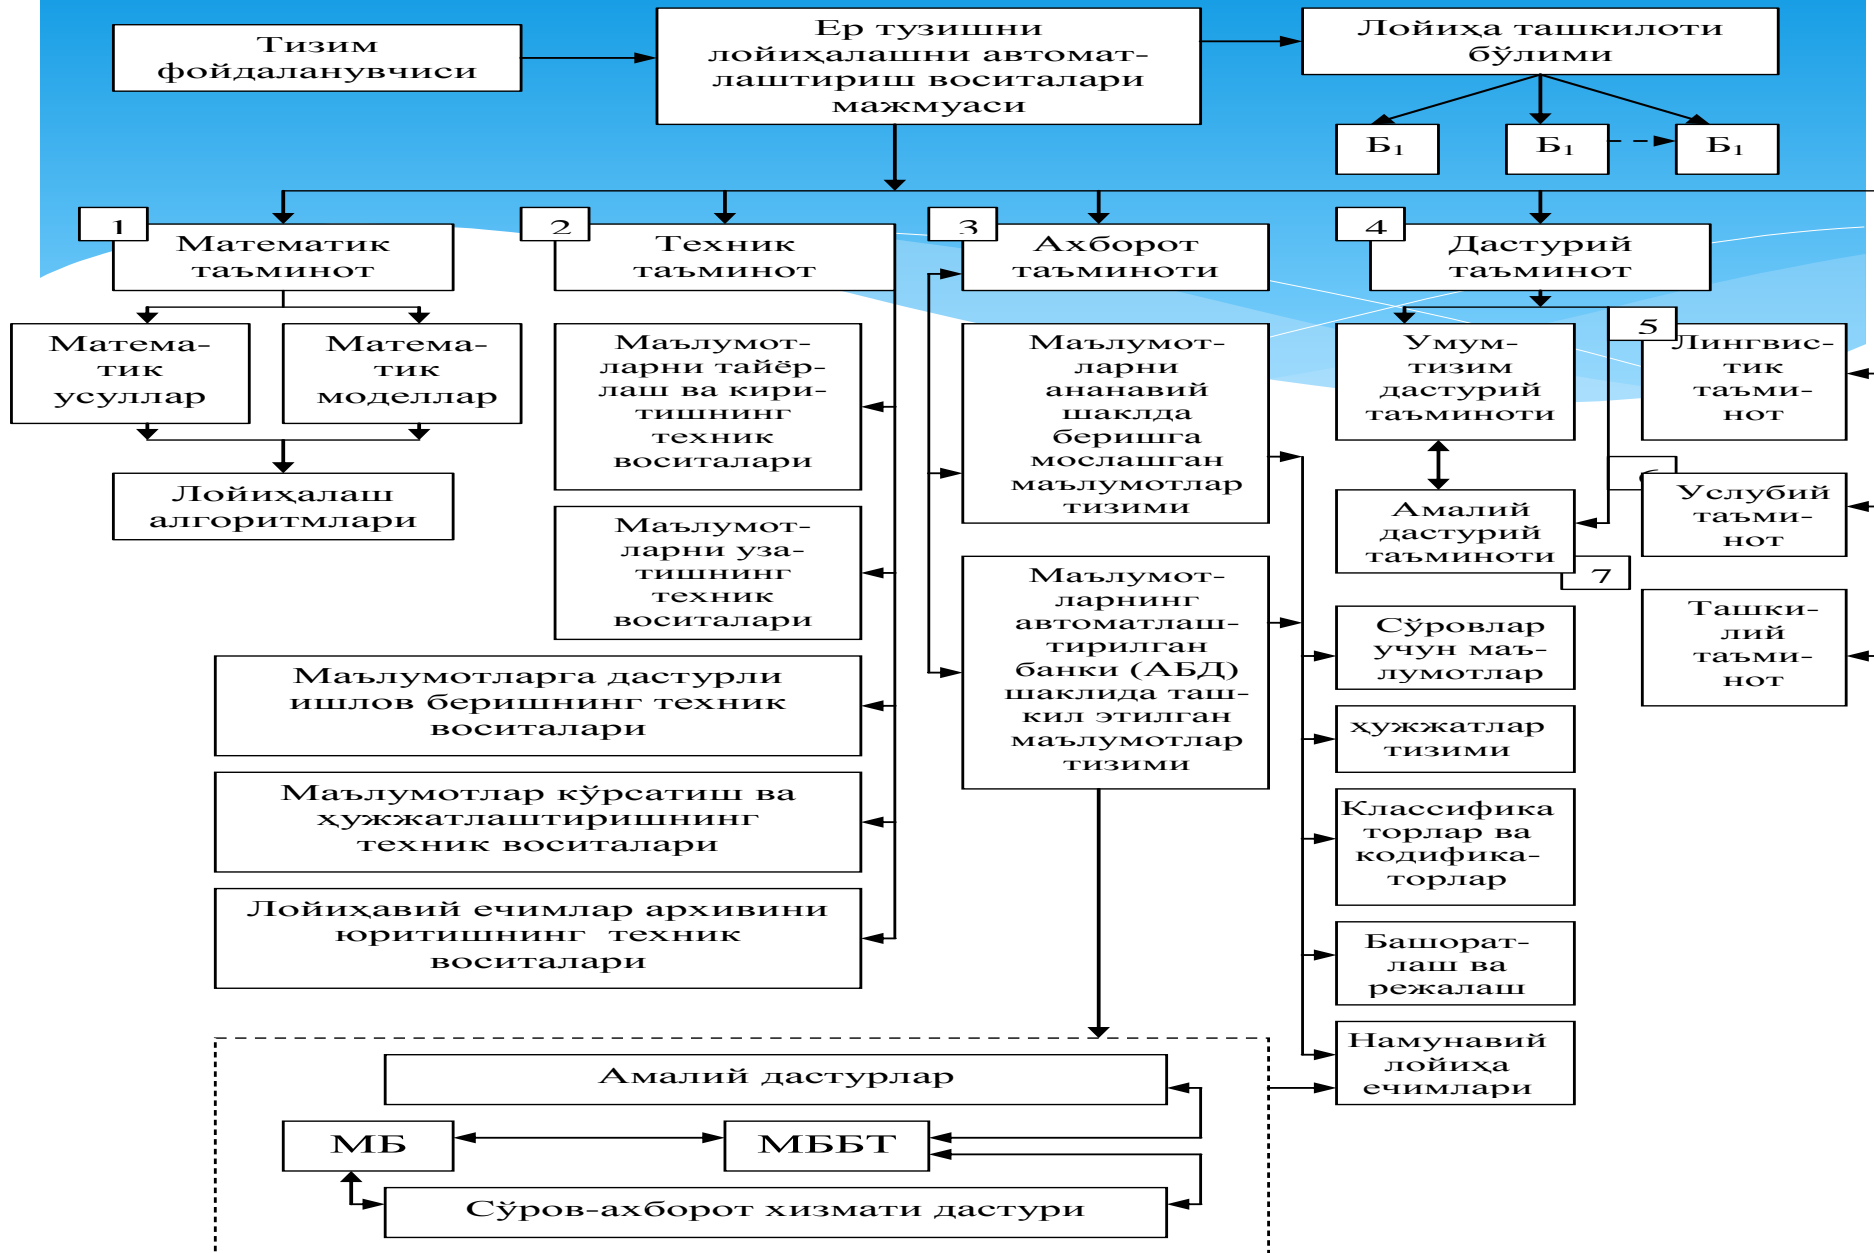 Тизим
фойдаланувчиси
Ер тузишни
лойиҳалашни автомат-
лаштириш воситалари
мажмуаси
Лойиҳа ташкилоти
бўлими
Б₁
Б₁
Б₁
1
Математик
таъминот
2
Техник
таъминот
3
Ахборот
таъминоти
4
Дастурий
таъминот
Матема-
тик
усуллар
Матема-
тик
моделлар
Лойиҳалаш
алгоритмлари
Маълумот-
ларни тайёр-
лаш ва кири-
тишнинг
техник
воситалари
Маълумот-
ларни уза-
тишнинг
техник
воситалари
Маълумотларга дастурли
ишлов беришнинг техник
воситалари
Маълумотлар кўрсатиш ва
ҳужжатлаштиришнинг
техник воситалари
Лойиҳавий ечимлар архивини
юритишнинг техник
воситалари
Маълумот-
ларни
ананавий
шаклда
беришга
мослашган
маълумотлар
тизими
Маълумот-
ларнинг
автоматлаш-
тирилган
банки (АБД)
шаклида таш-
кил этилган
маълумотлар
тизими
Умум-
тизим
дастурий
таъминоти
Амалий
дастурий
таъминоти
5
Лингвис-
тик
таъми-
нот
6
Услубий
таъми-
нот
7
Ташки-
лий
таъми-
нот
Сўровлар
учун маъ-
лумотлар
ҳужжатлар
тизими
Классифика
торлар ва
кодифика-
торлар
Башорат-
лаш ва
режалаш
Намунавий
лойиҳа
ечимлари
Амалий дастурлар
МБ
МББТ
Сўров-ахборот хизмати дастури